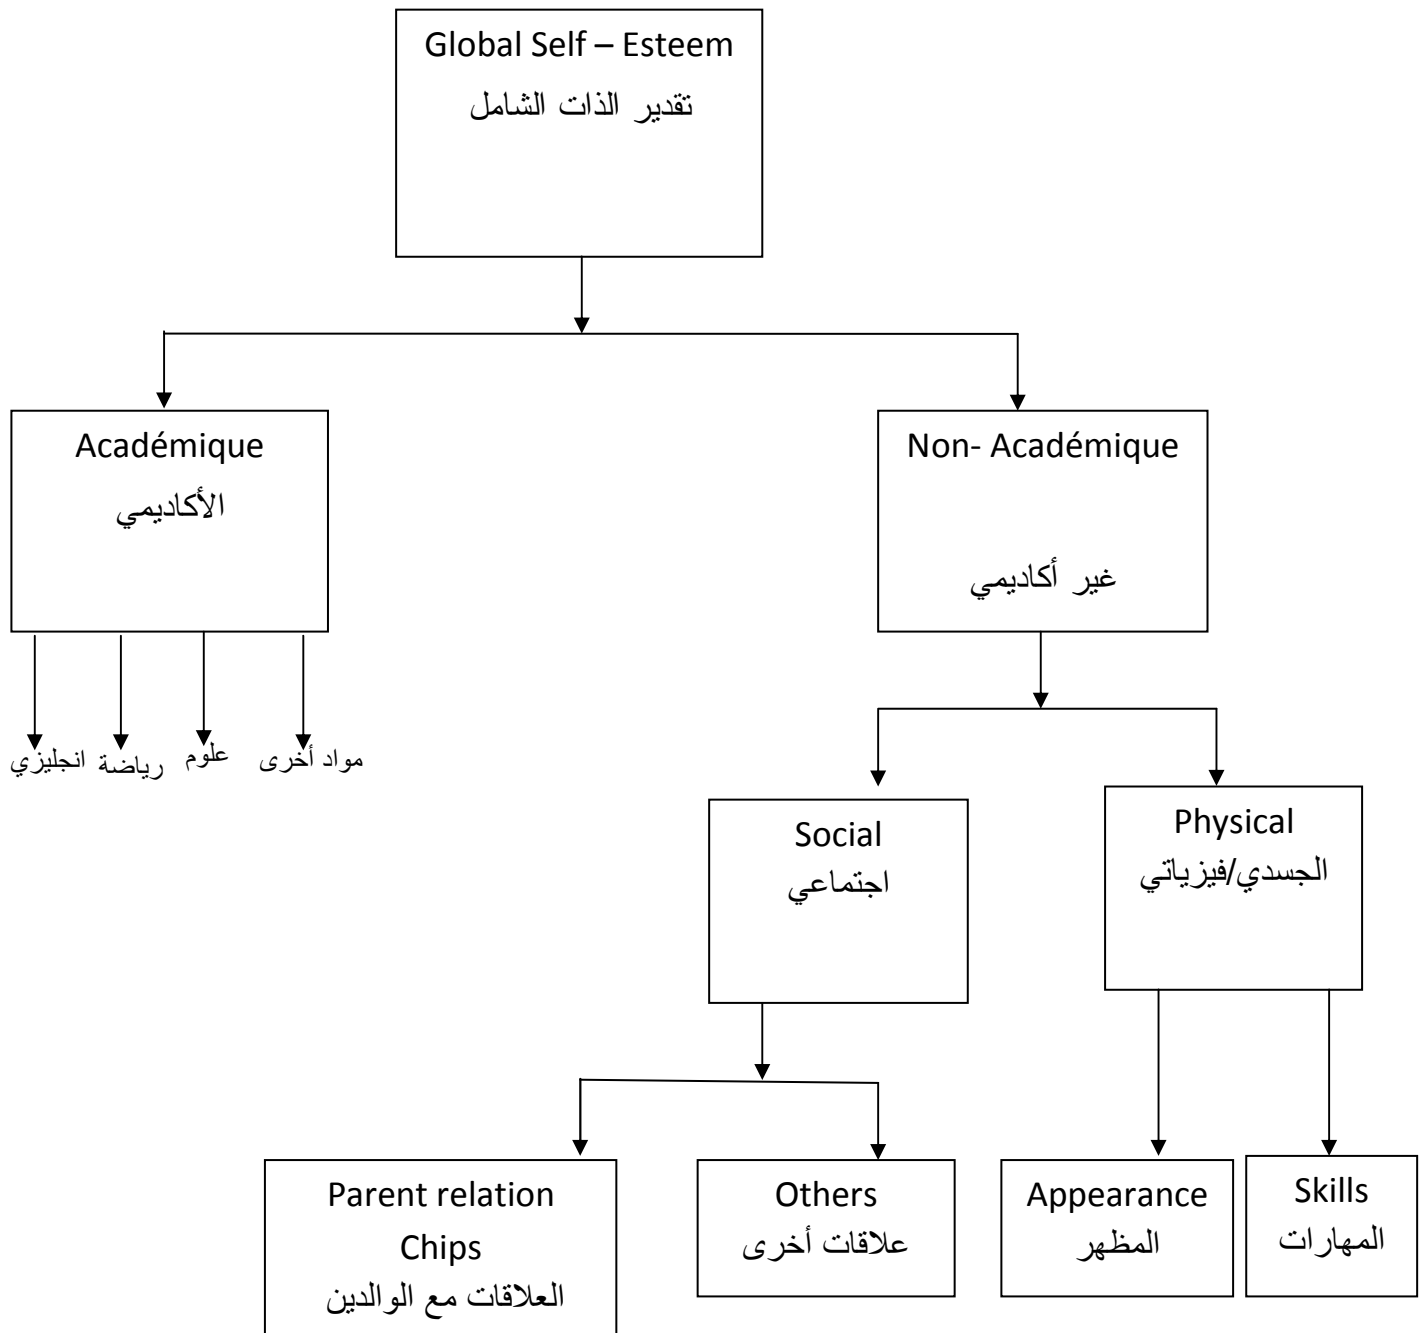 Global Self – Esteem
تقدير الذات الشامل
Académique
الأكاديمي
Non- Académique
غير أكاديمي
انجليزي
رياضة
علوم
مواد أخرى
Social
اجتماعي
Physical
الجسدي/فيزياتي
Parent relation
Chips
العلاقات مع الوالدين
Others
علاقات أخرى
Appearance
المظهر
Skills
المهارات